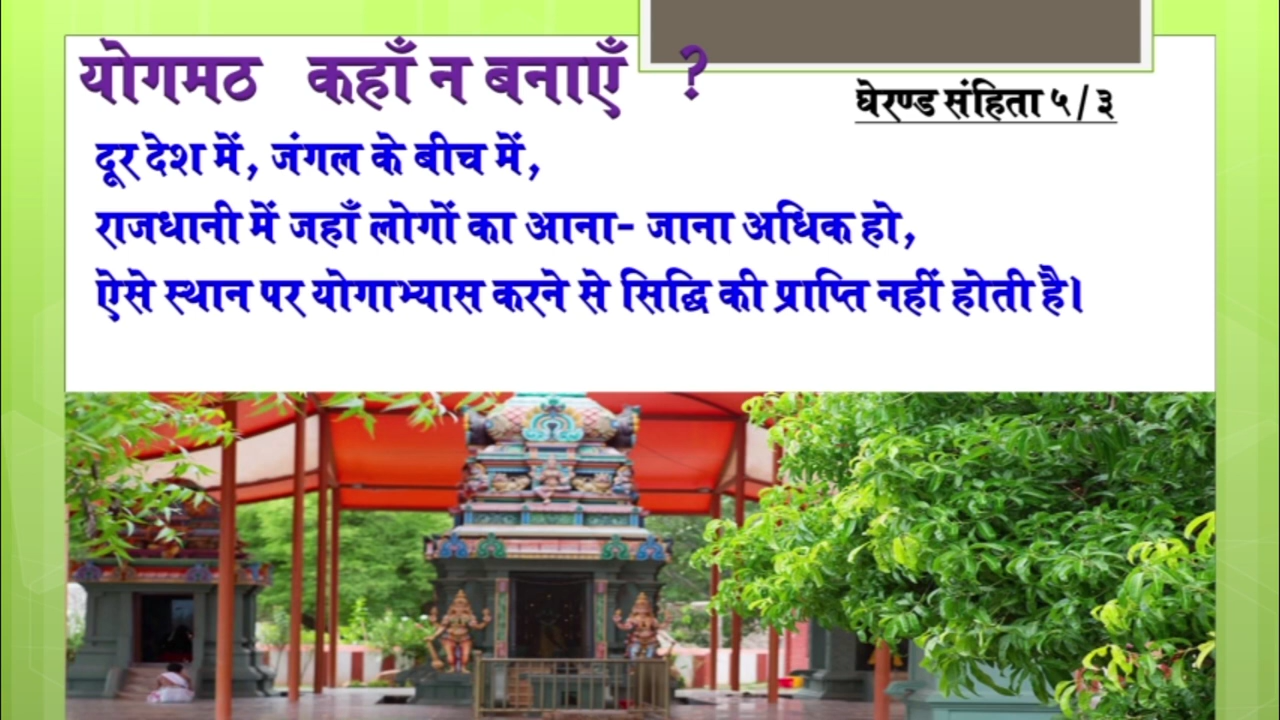 योगमठ कहाँ न बनाएँ ?
घेरण्ड संहिता ५/३
दूर देश में, जंगल के बीच में,
राजधानी में जहाँ लोगों का आना- जाना अधिक हो,
ऐसे स्थान पर योगाभ्यास करने से सिद्धि की प्राप्ति नहीं होती है।